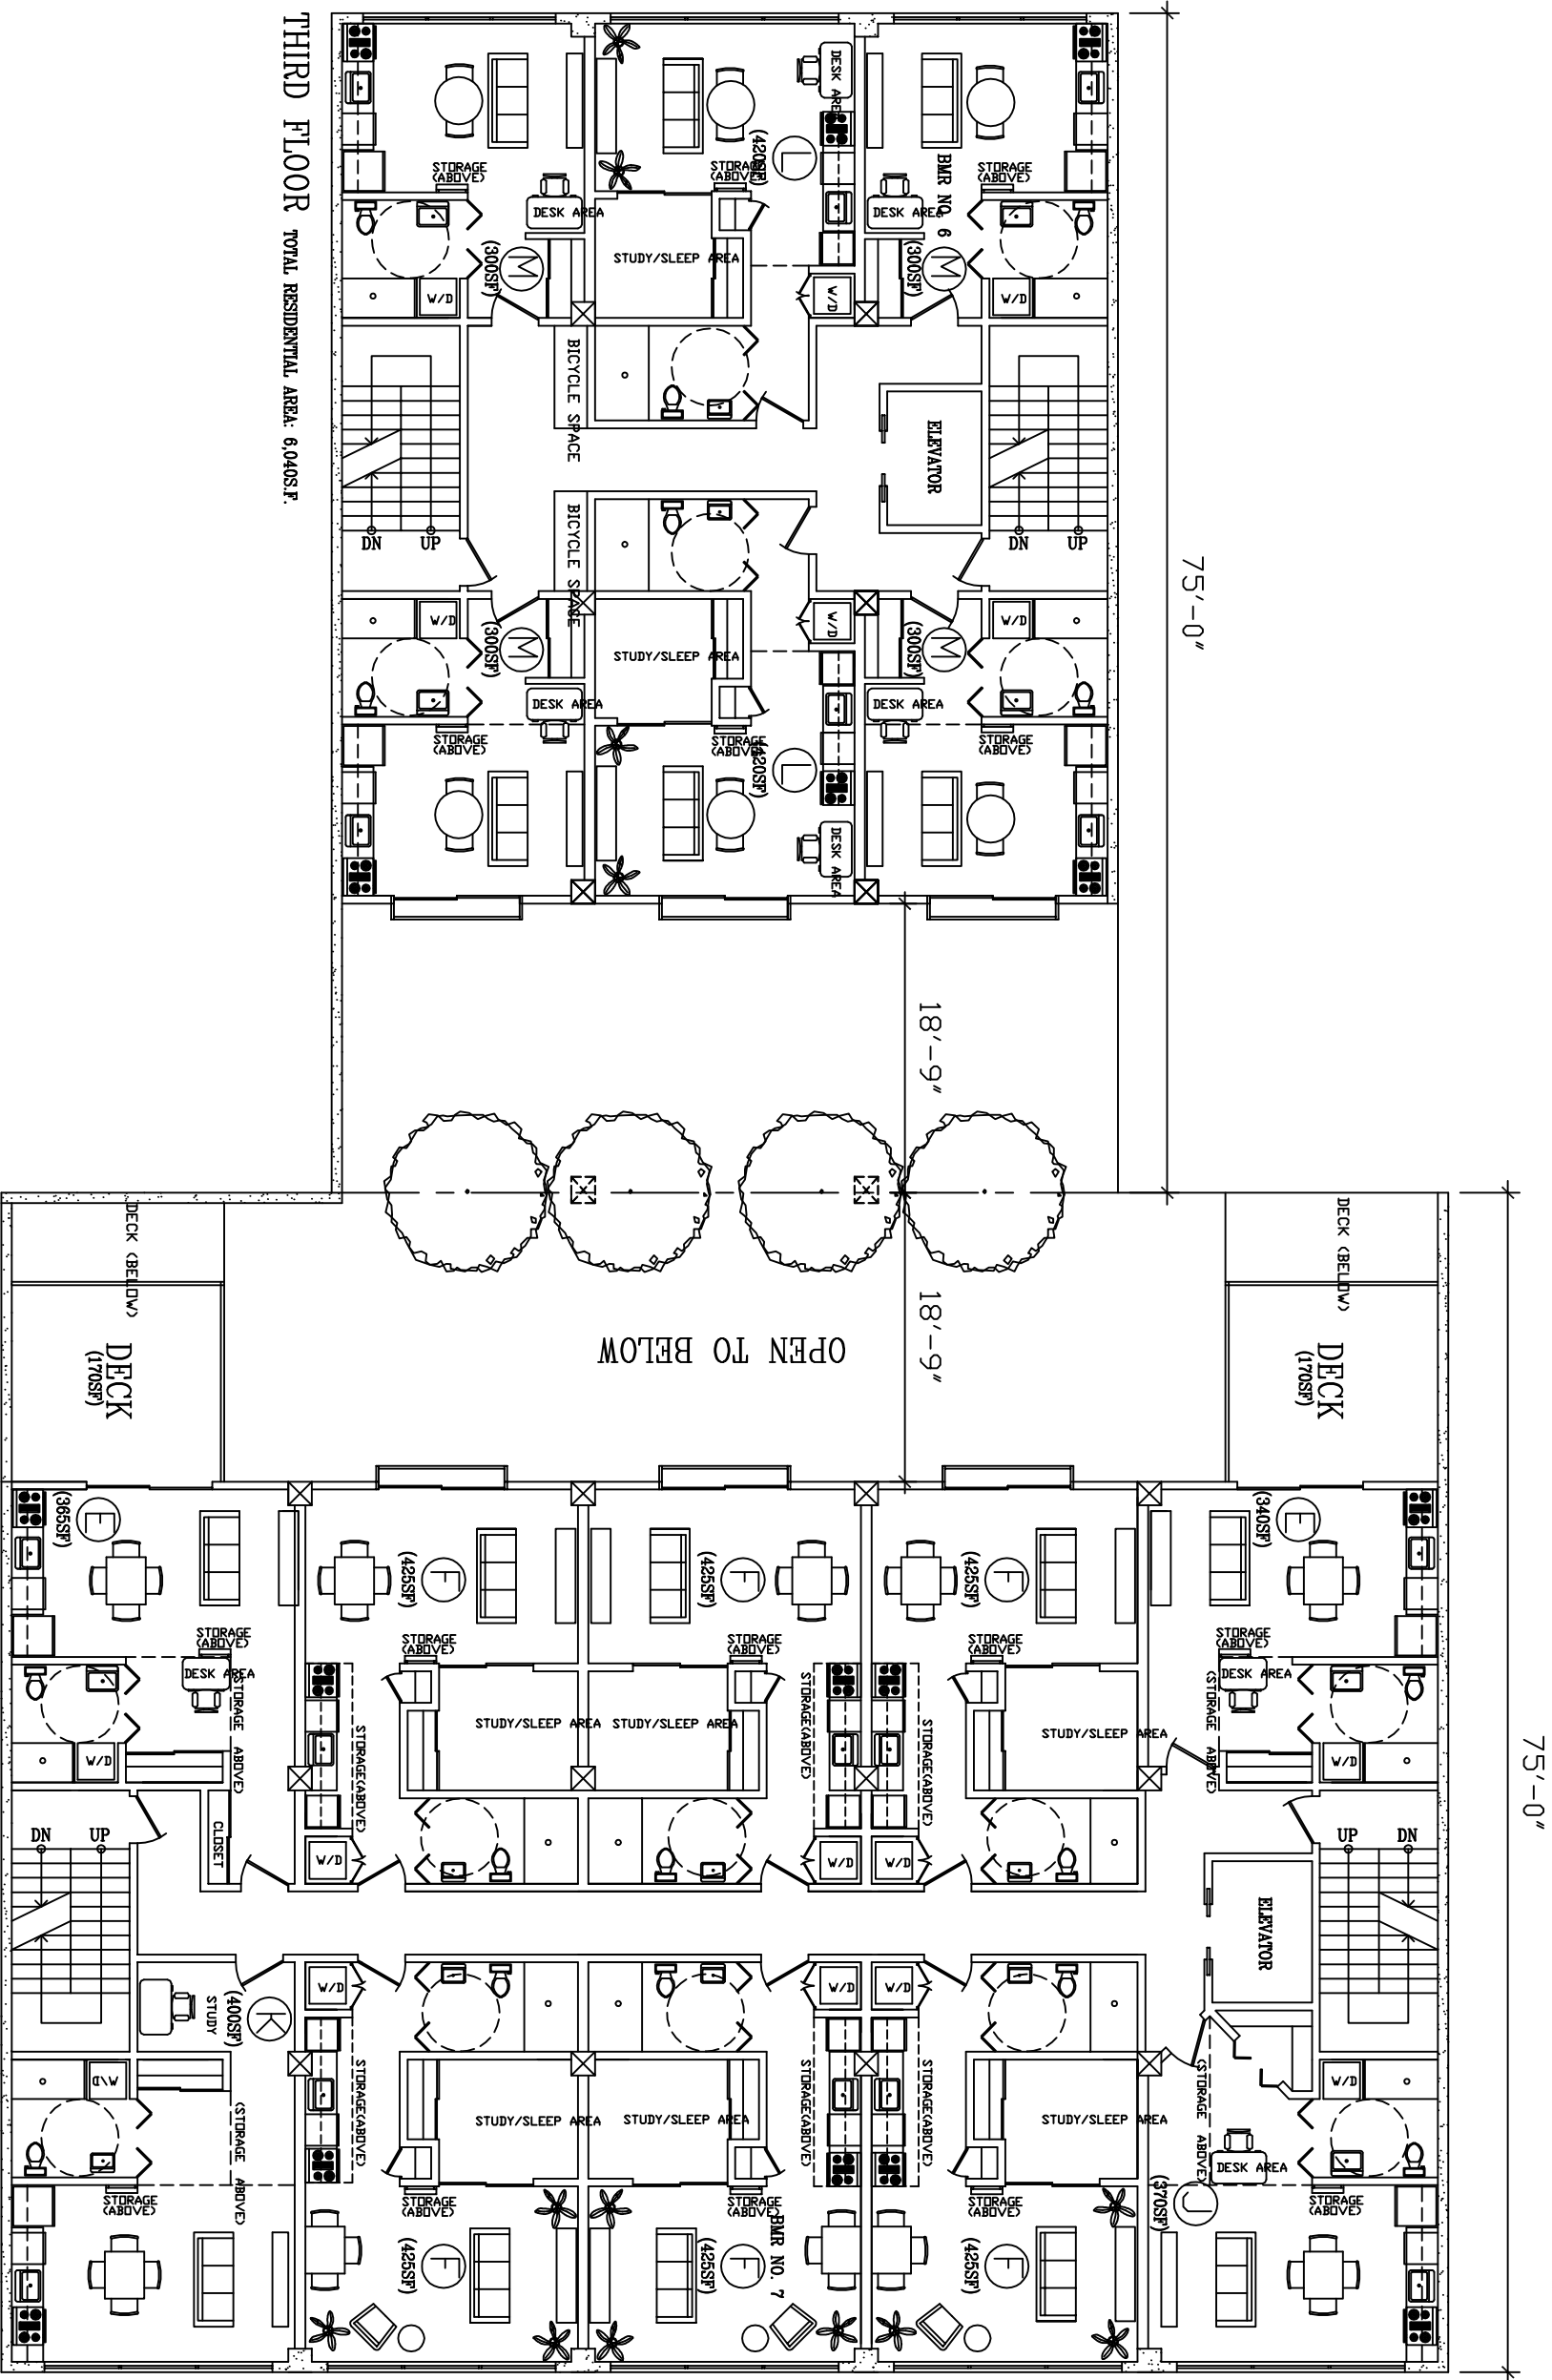 THIRD FLOOR TOTAL RESIDENTIAL AREA: 6,040S.F.
75'-0"
DESK AREA
L
(420SF)
STORAGE
(ABOVE)
STORAGE
(ABOVE)
BMR NO. 6
STORAGE
(ABOVE)
DESK AREA
DESK AREA
STUDY/SLEEP AREA
M
(300SF)
M
(300SF)
W/D
W/D
W/D
BICYCLE SPACE
ELEVATOR
BICYCLE SPACE
DN
UP
DN
UP
W/D
W/D
W/D
M
(300SF)
M
(300SF)
STUDY/SLEEP AREA
DESK AREA
DESK AREA
STORAGE
(ABOVE)
STORAGE
(ABOVE)
STORAGE
(ABOVE)
L
(420SF)
DESK AREA
18'-9"
18'-9"
OPEN TO BELOW
DECK (BELOW)
DECK (BELOW)
DECK
(170SF)
DECK
(170SF)
75'-0"
E
(365SF)
F
(425SF)
F
(425SF)
F
(425SF)
E
(340SF)
STORAGE
(ABOVE)
STORAGE
(ABOVE)
STORAGE
(ABOVE)
STORAGE
(ABOVE)
STORAGE
(ABOVE)
DESK AREA
DESK AREA
(STORAGE ABOVE)
STORAGE(ABOVE)
STORAGE(ABOVE)
STORAGE(ABOVE)
(STORAGE ABOVE)
STUDY/SLEEP AREA
STUDY/SLEEP AREA
STUDY/SLEEP AREA
W/D
W/D
CLOSET
DN
UP
UP
DN
W/D
W/D
W/D
ELEVATOR
W/D
W/D
W/D
K
(400SF)
STUDY
W/D
W/D
STORAGE(ABOVE)
STORAGE(ABOVE)
STORAGE(ABOVE)
(STORAGE ABOVE)
(STORAGE ABOVE)
STUDY/SLEEP AREA
STUDY/SLEEP AREA
STUDY/SLEEP AREA
DESK AREA
STORAGE
(ABOVE)
STORAGE
(ABOVE)
STORAGE
(ABOVE)
STORAGE
(ABOVE)
STORAGE
(ABOVE)
J
(370SF)
F
(425SF)
F
(425SF)
BMR NO. 7
F
(425SF)